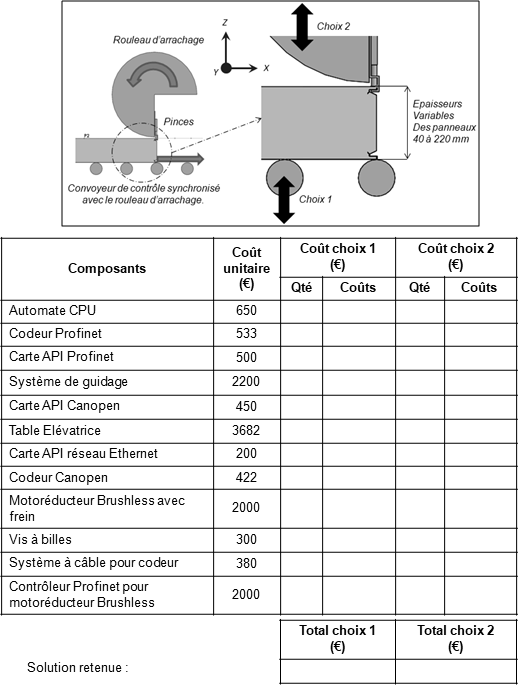 Choix 2
Rouleau d'arrachage
Z
Y
X
Pinces
Epaisseurs
Variables
Des panneaux
40 à 220 mm
Convoyeur de contrôle synchronisé
avec le rouleau d'arrachage.
Choix 1
Composants
Coût
unitaire
(€)
Coût choix 1
(€)
Coût choix 2
(€)
Qté Coûts Qté Coûts
Automate CPU 650
Codeur Profinet 533
Carte API Profinet 500
Système de guidage 2200
Carte API Canopen 450
Table Elévatrice 3682
Carte API réseau Ethernet 200
Codeur Canopen 422
Motoréducteur Brushless avec
frein 2000
Vis à billes 300
Système à câble pour codeur 380
Contrôleur Profinet pour
motoréducteur Brushless 2000
Total choix 1
(€)
Total choix 2
(€)
Solution retenue :